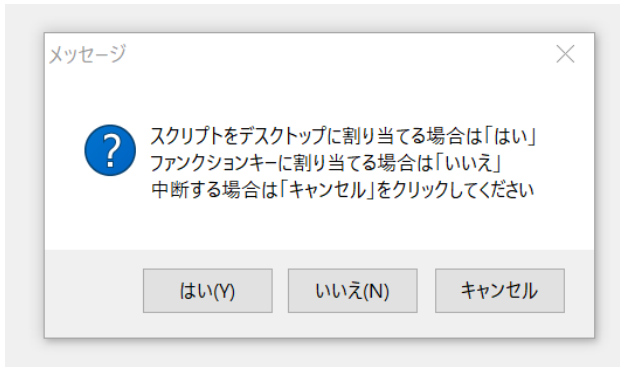 メッセージ
?
スクリプトをデスクトップに割り当てる場合は「はい」
ファンクションキーに割り当てる場合は「いいえ」
中断する場合は「キャンセル」をクリックしてください
はい(Y)
いいえ(N)
キャンセル